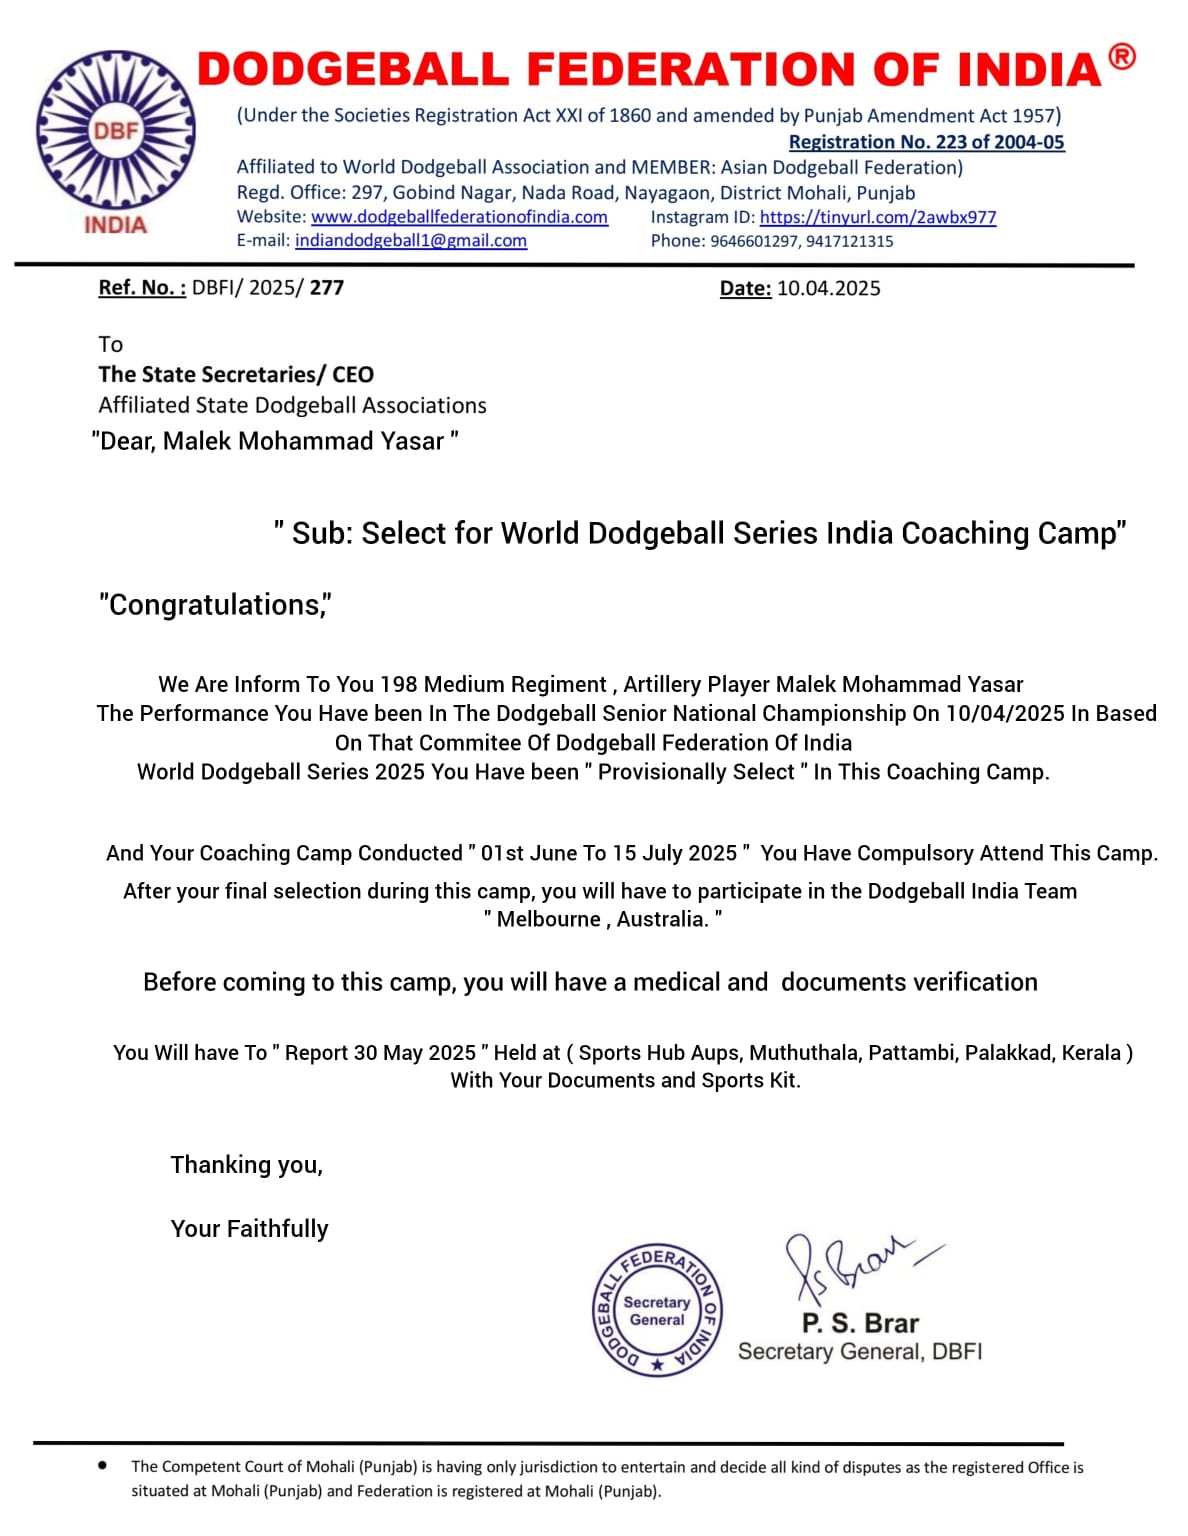 DODGEBALL FEDERATION OF INDIA®
(Under the Societies Registration Act XXI of 1860 and amended by Punjab Amendment Act 1957)
Registration No. 223 of 2004-05
Affiliated to World Dodgeball Association and MEMBER: Asian Dodgeball Federation)
Regd. Office: 297, Gobind Nagar, Nada Road, Nayagaon, District Mohali, Punjab
Website: www.dodgeballfederationofindia.com Instagram ID: https://tinyurl.com/2awbx977
E-mail: indiandodgeball1@gmail.com Phone: 9646601297, 9417121315
DBF
INDIA
Ref. No. : DBFI/ 2025/ 277 Date: 10.04.2025
To
The State Secretaries/ CEO
Affiliated State Dodgeball Associations
"Dear, Malek Mohammad Yasar "
" Sub: Select for World Dodgeball Series India Coaching Camp"
"Congratulations,"
We Are Inform To You 198 Medium Regiment , Artillery Player Malek Mohammad Yasar
The Performance You Have been In The Dodgeball Senior National Championship On 10/04/2025 In Based
On That Commitee Of Dodgeball Federation Of India
World Dodgeball Series 2025 You Have been " Provisionally Select " In This Coaching Camp.
And Your Coaching Camp Conducted " 01st June To 15 July 2025 " You Have Compulsory Attend This Camp.
After your final selection during this camp, you will have to participate in the Dodgeball India Team
" Melbourne , Australia. "
Before coming to this camp, you will have a medical and documents verification
You Will have To " Report 30 May 2025 " Held at ( Sports Hub Aups, Muthuthala, Pattambi, Palakkad, Kerala )
With Your Documents and Sports Kit.
Thanking you,
Your Faithfully
DODGEBALL FEDERATION OF INDIA ★
Secretary
General
Ps Brar
P. S. Brar
Secretary General, DBFI
• The Competent Court of Mohali (Punjab) is having only jurisdiction to entertain and decide all kind of disputes as the registered Office is
situated at Mohali (Punjab) and Federation is registered at Mohali (Punjab).